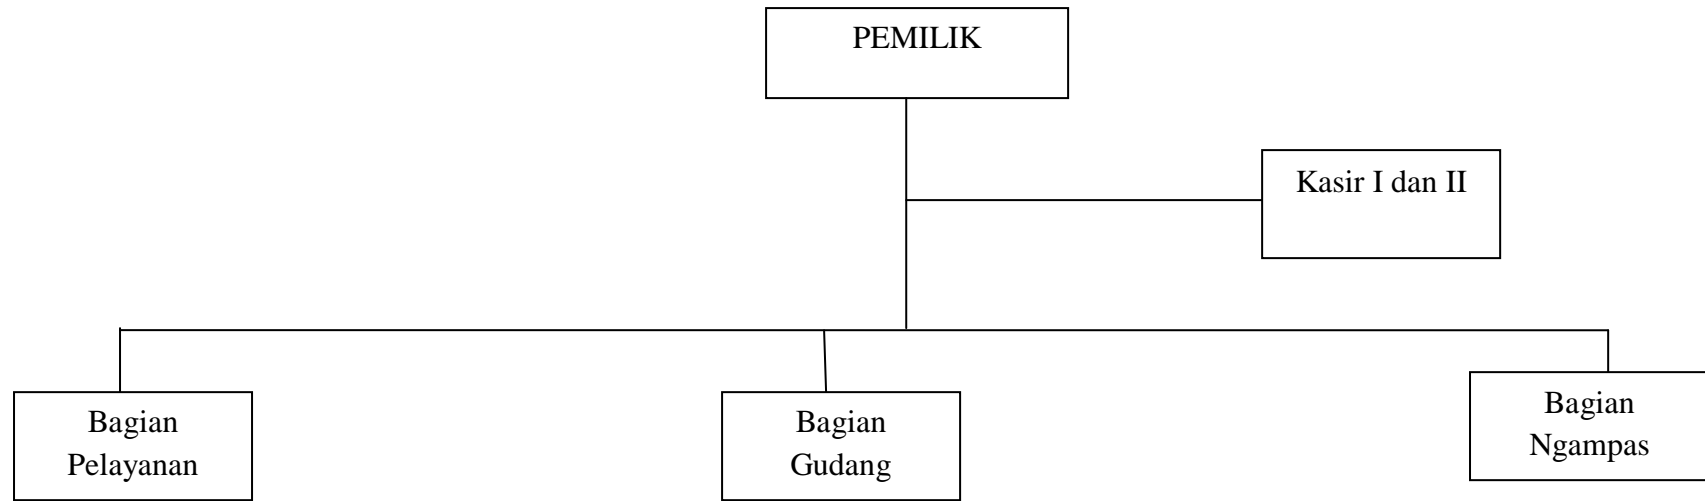 PEMILIK
Kasir I dan II
Bagian
Pelayanan
Bagian
Gudang
Bagian
Ngampas